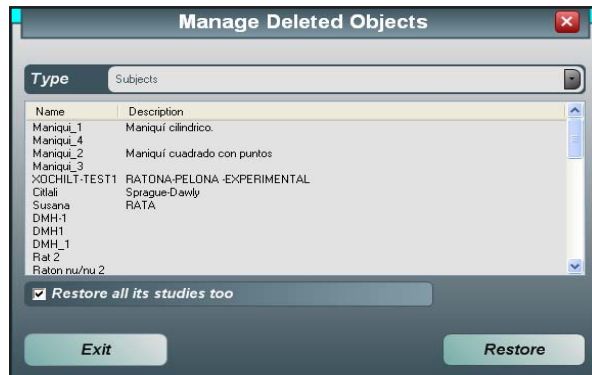 Manage Deleted Objects
Type Subjects
Name Description
Maniqui_1 Maniquí cilindrico.
Maniqui_4
Maniqui_2 Maniquí cuadrado con puntos
Maniqui_3
XOCHILT-TEST1 RATONA-PELONA -EXPERIMENTAL
Citlali Sprague-Dawly
Susana RATA
DMH-1
DMH1
DMH_1
Rat 2
Raton nu/nu 2
Restore all its studies too
Exit Restore